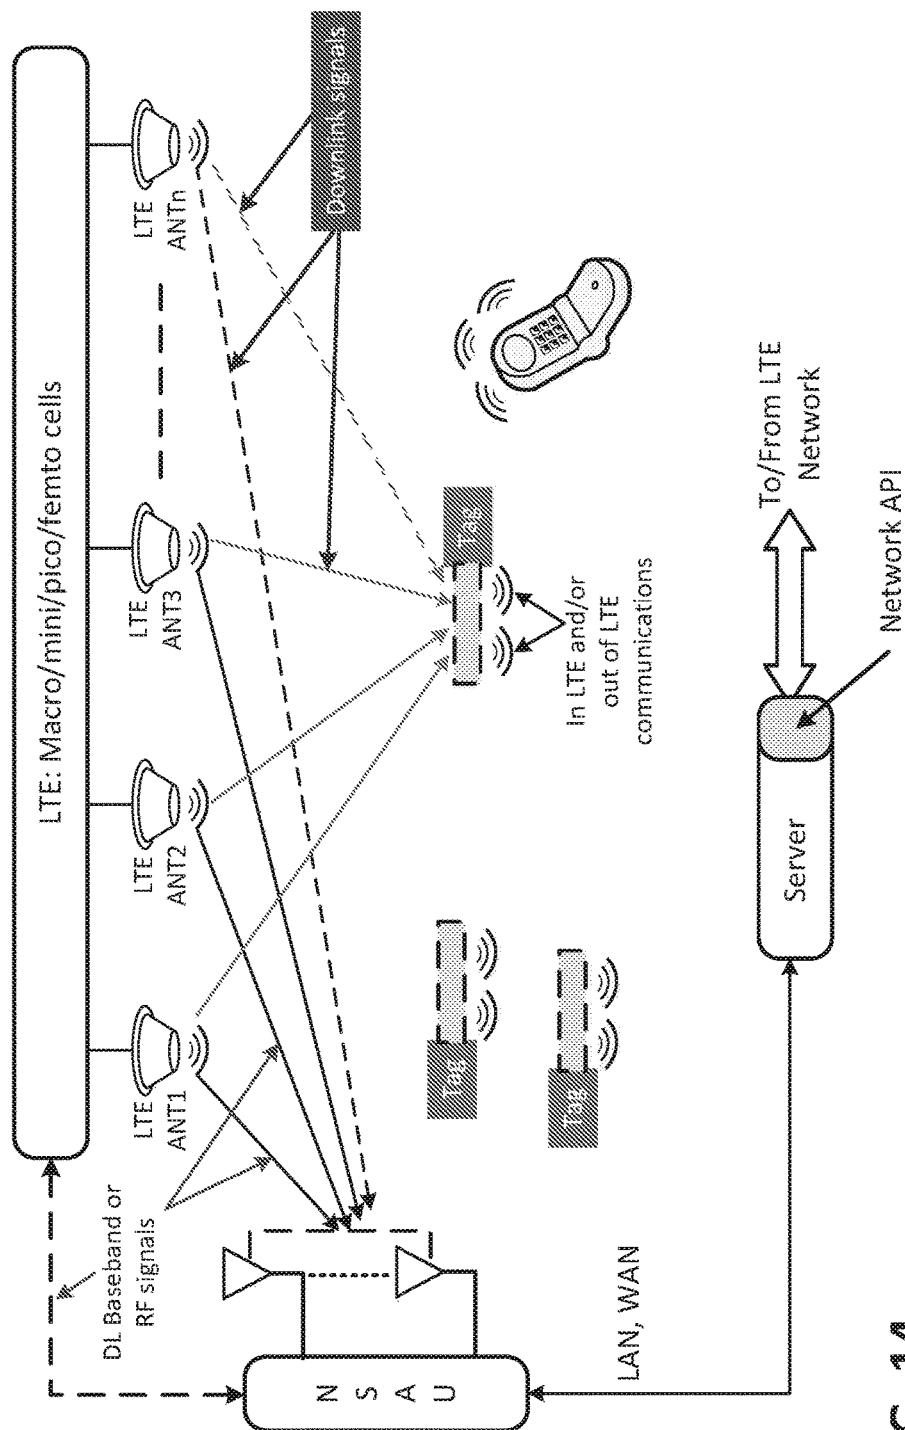 LTE: Macro/mini/pico/femto cells
DL Baseband or
RF signals
LTE
ANT1
LTE
ANT2
LTE
ANT3
LTE
ANTn
Downlink signals
N
S
A
U
Tag
Tag
Tag
In LTE and/or
out of LTE
communications
LAN, WAN
Server
To/From LTE
Network
Network API